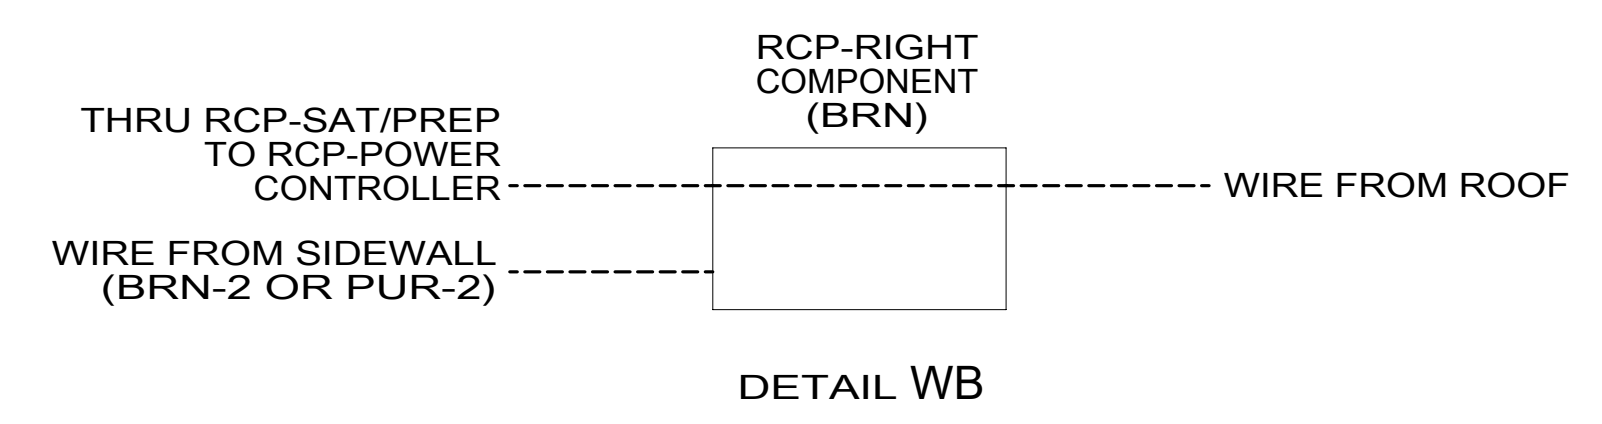 RCP-RIGHT
COMPONENT
(BRN)
THRU RCP-SAT/PREP
TO RCP-POWER
CONTROLLER
WIRE FROM ROOF
WIRE FROM SIDEWALL
(BRN-2 OR PUR-2)
DETAIL WB